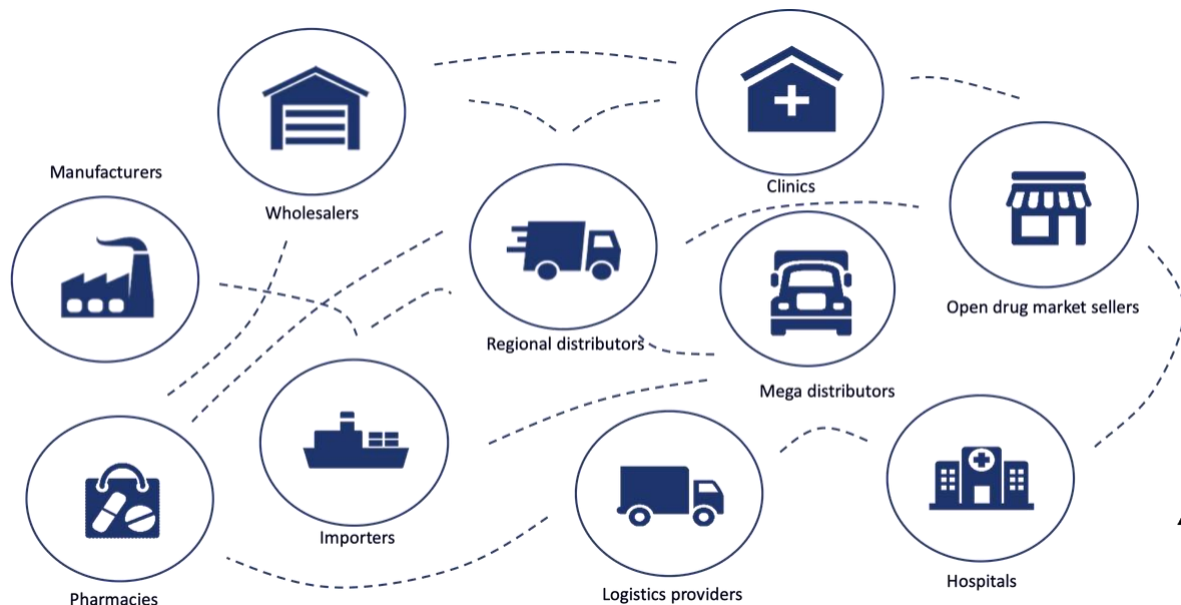 Manufacturers
Wholesalers
Clinics
Regional distributors
Open drug market sellers
Mega distributors
Importers
Pharmacies
Logistics providers
Hospitals